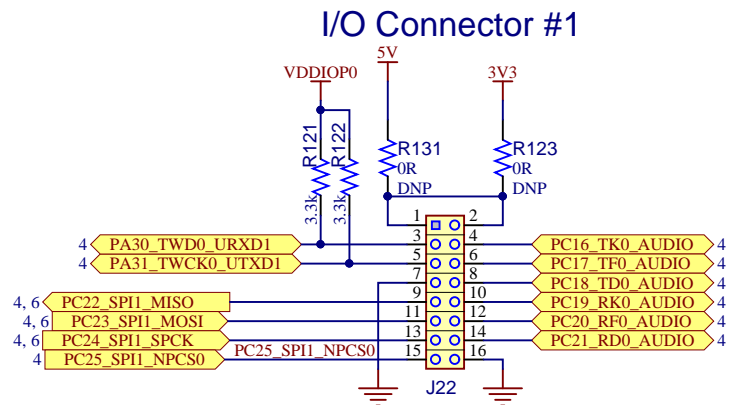 I/O Connector #1
5V
VDDIOP0
3V3
R121
R122
R131
R123
0R
0R
DNP
DNP
3.3k
3.3k
1
2
4
PA30_TWD0_URXD1
3
4
PC16_TK0_AUDIO
4
4
PA31_TWCK0_UTXD1
5
6
PC17_TF0_AUDIO
4
7
8
PC18_TD0_AUDIO
4
4, 6
PC22_SPI1_MISO
9
10
PC19_RK0_AUDIO
4
4, 6
PC23_SPI1_MOSI
11
12
PC20_RF0_AUDIO
4
4, 6
PC24_SPI1_SPCK
13
14
PC21_RD0_AUDIO
4
4
PC25_SPI1_NPCS0
PC25_SPI1_NPCS0
15
16
J22